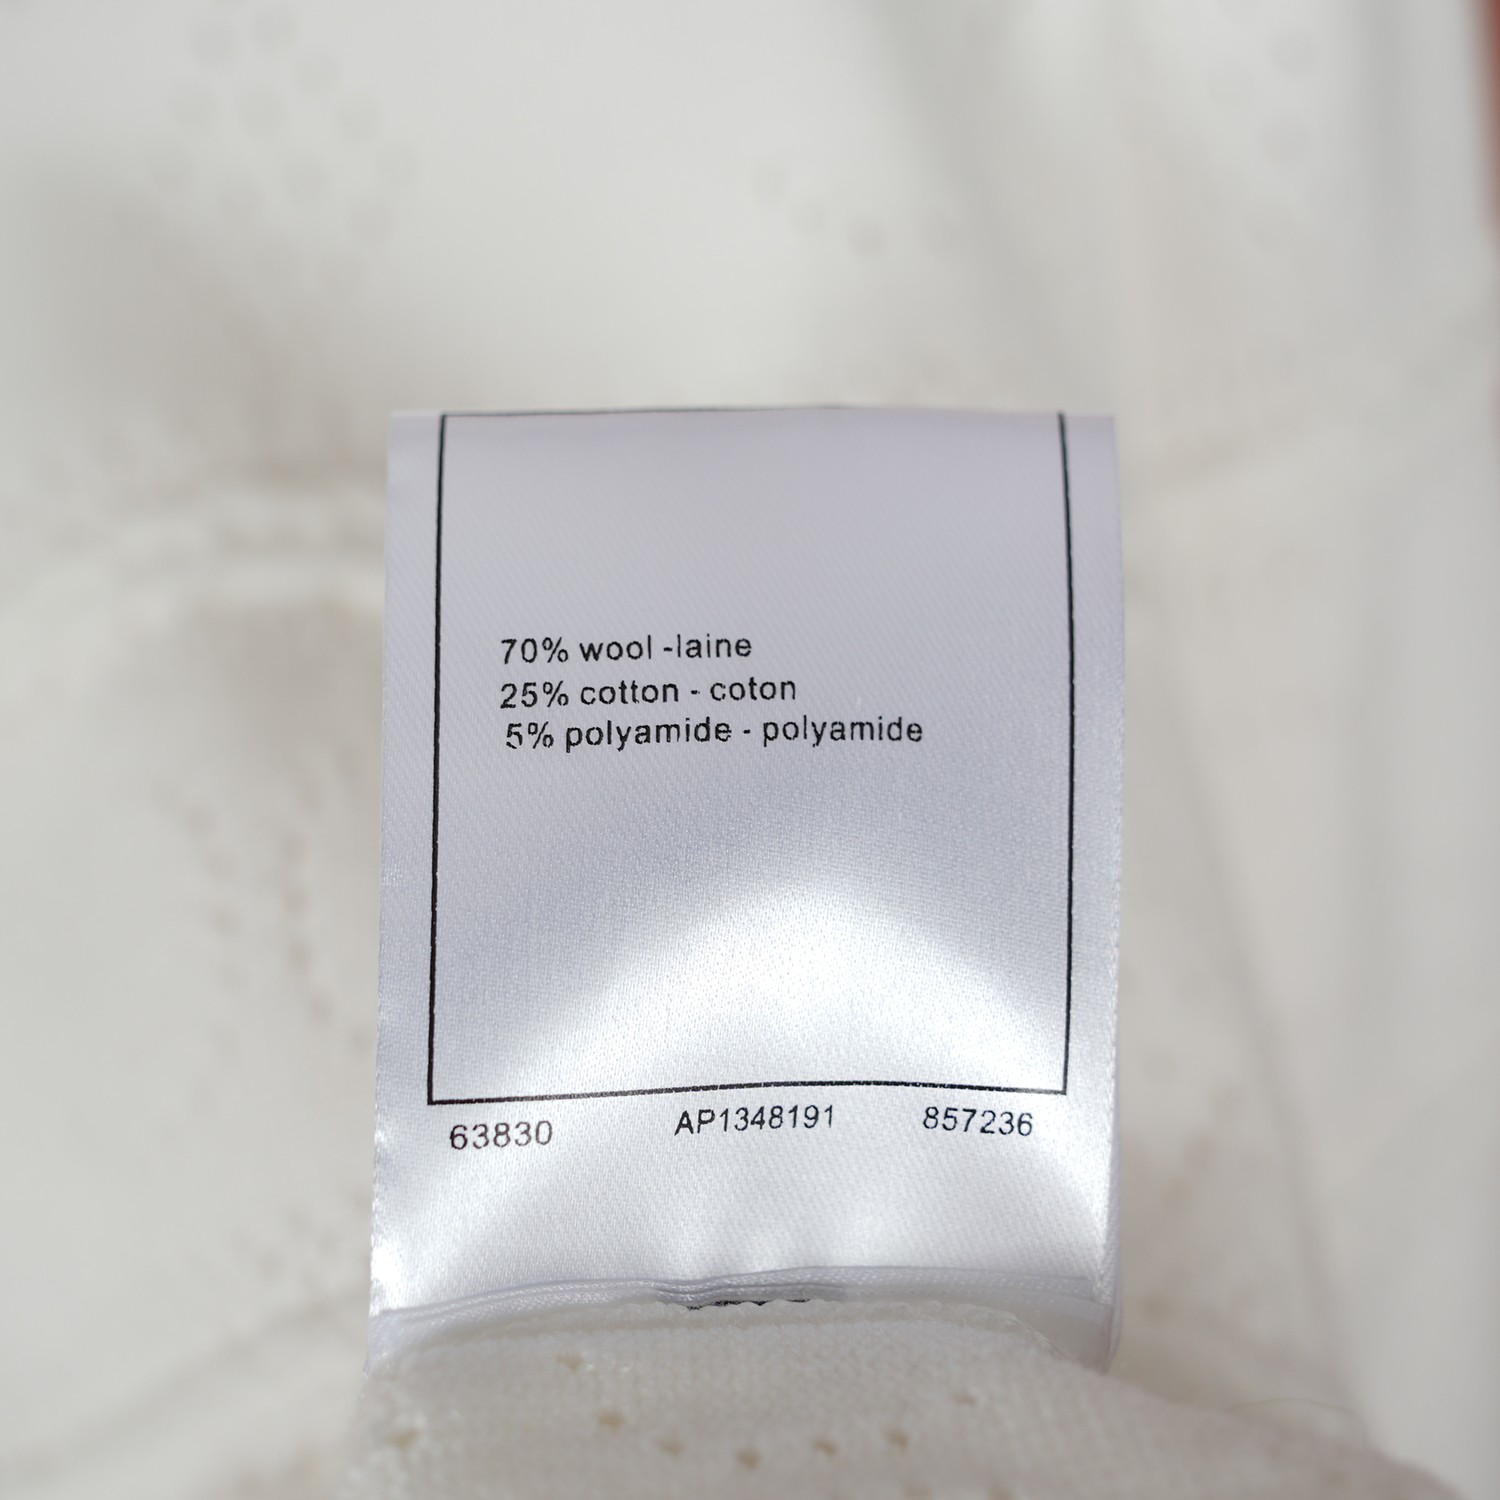 70% wool -laine
25% cotton - coton
5% polyamide - polyamide
63830 AP1348191 857236